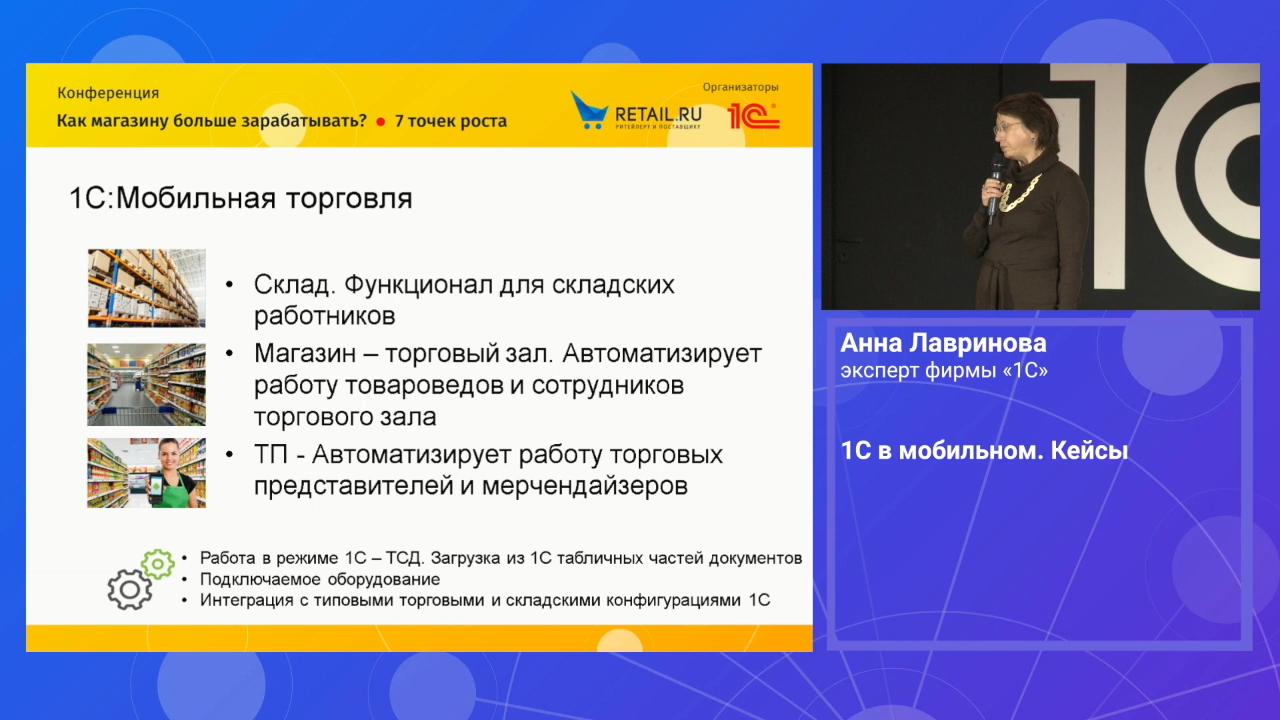 Конференция
Как магазину больше зарабатывать? ● 7 точек роста
Организаторы
RETAIL.RU
РИТЕЙЛЕРУ И ПОСТАВЩИКУ
1С®
1С:Мобильная торговля
• Склад. Функционал для складских
работников
• Магазин – торговый зал. Автоматизирует
работу товароведов и сотрудников
торгового зала
• ТП - Автоматизирует работу торговых
представителей и мерчендайзеров
• Работа в режиме 1С – ТСД. Загрузка из 1С табличных частей документов
• Подключаемое оборудование
• Интеграция с типовыми торговыми и складскими конфигурациями 1С
1С
Анна Лавринова
эксперт фирмы «1С»
1С в мобильном. Кейсы